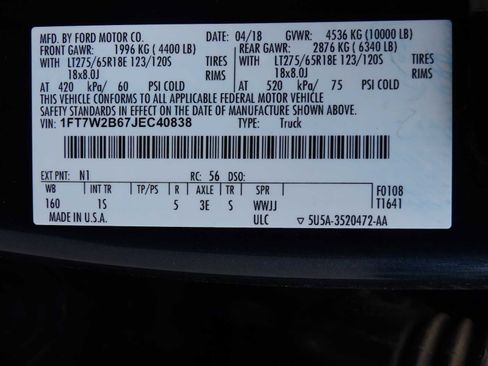 MFD. BY FORD MOTOR CO. DATE: 04/18 GVWR: 4536 KG (10000 LB)
FRONT GAWR: 1996 KG (4400 LB) REAR GAWR: 2876 KG (6340 LB)
WITH LT275/65R18E 123/120S TIRES WITH LT275/65R18E 123/120S TIRES
18x8.0J RIMS 18x8.0J RIMS
AT 420 kPa/ 60 PSI COLD AT 520 kPa/ 75 PSI COLD
THIS VEHICLE CONFORMS TO ALL APPLICABLE FEDERAL MOTOR VEHICLE
SAFETY STANDARDS IN EFFECT ON THE DATE OF MANUFACTURE SHOWN ABOVE.
VIN: 1FT7W2B67JEC40838 TYPE: Truck
EXT PNT: N1 RC: 56 DSO: F0108
WB INT TR TP/PS R AXLE TR SPR T1641
160 1S 5 3E S WWJJ
MADE IN U.S.A. ULC ▽ 5U5A-3520472-AA